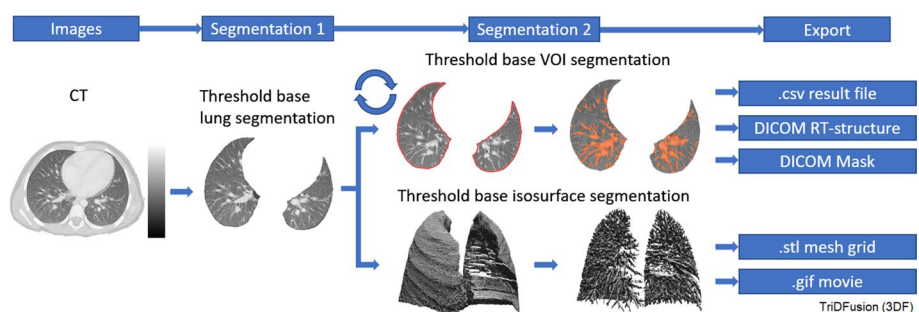 Images
Segmentation 1
Segmentation 2
Export
CT
Threshold base
lung segmentation
Threshold base VOI segmentation
.csv result file
DICOM RT-structure
DICOM Mask
Threshold base isosurface segmentation
.stl mesh grid
.gif movie
TriDFusion (3DF)